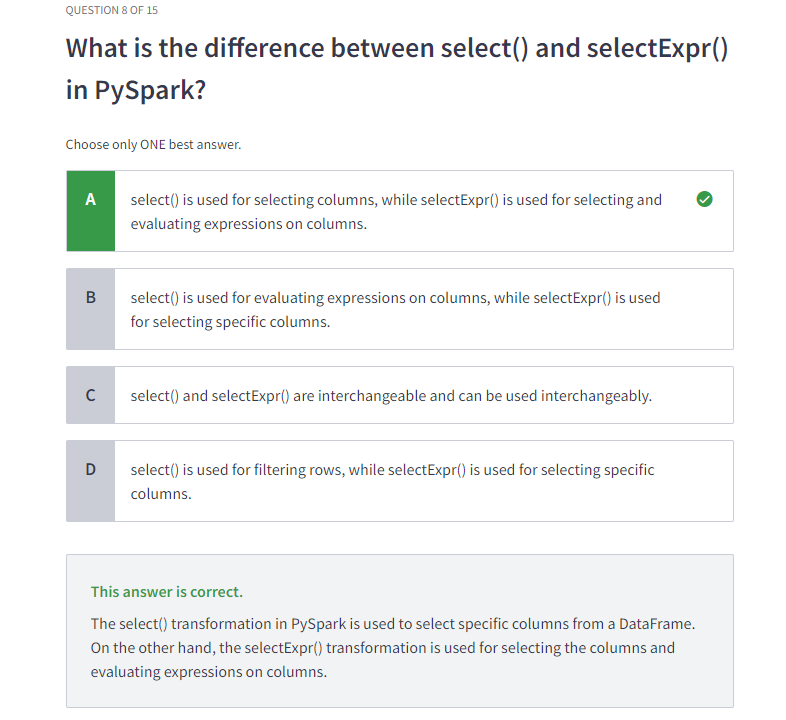 QUESTION 8 OF 15
What is the difference between select() and selectExpr()
in PySpark?
Choose only ONE best answer.
A
select() is used for selecting columns, while selectExpr() is used for selecting and
evaluating expressions on columns.
B
select() is used for evaluating expressions on columns, while selectExpr() is used
for selecting specific columns.
C
select() and selectExpr() are interchangeable and can be used interchangeably.
D
select() is used for filtering rows, while selectExpr() is used for selecting specific
columns.
This answer is correct.
The select() transformation in PySpark is used to select specific columns from a DataFrame.
On the other hand, the selectExpr() transformation is used for selecting the columns and
evaluating expressions on columns.